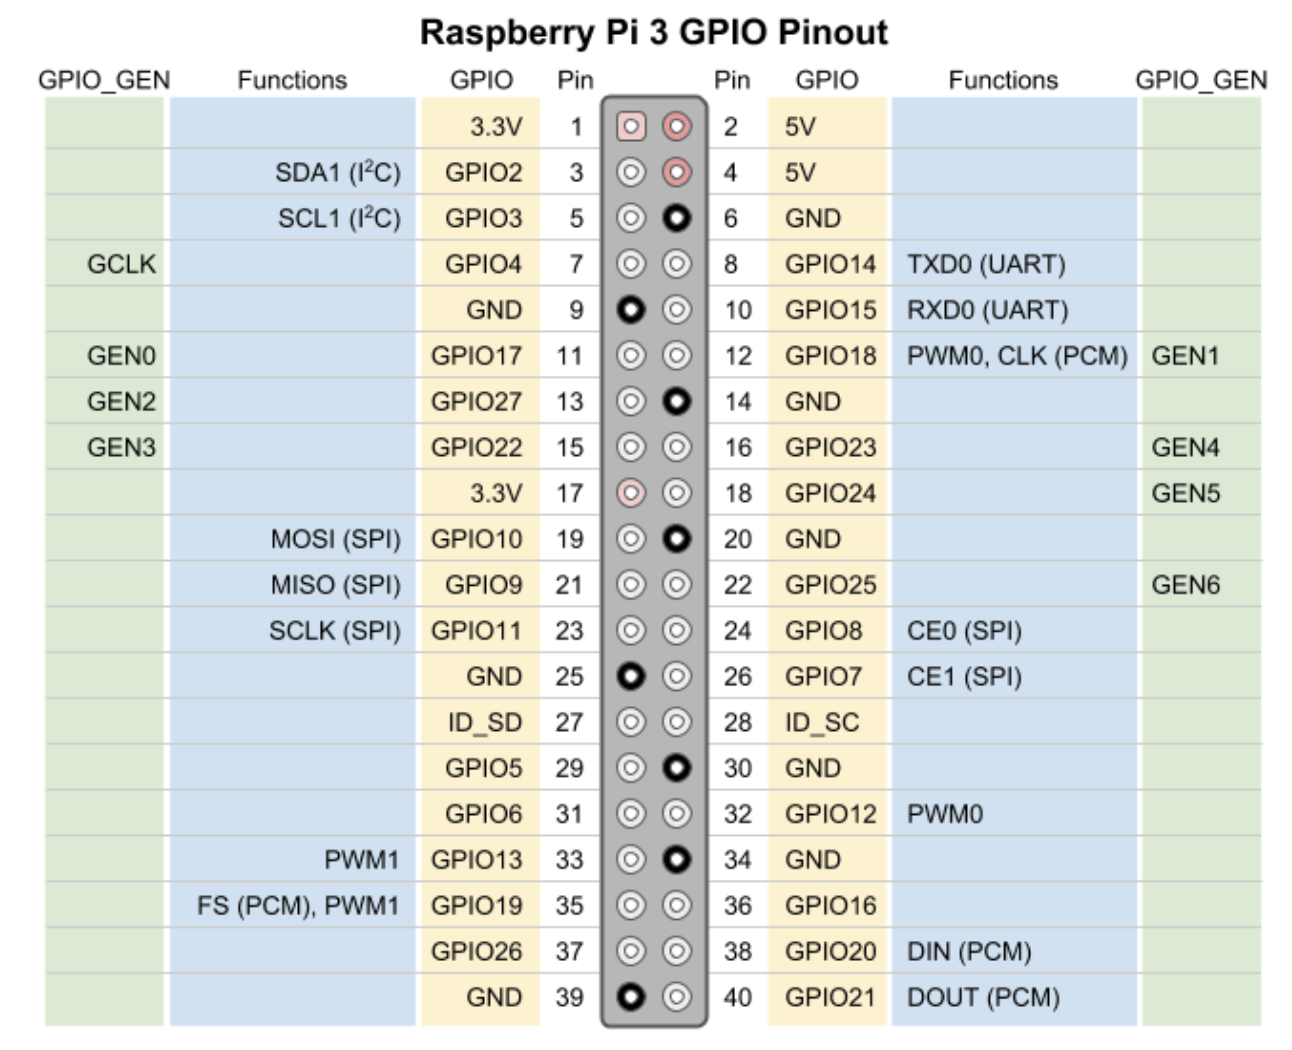 Raspberry Pi 3 GPIO Pinout
GPIO_GEN Functions GPIO Pin Pin GPIO Functions GPIO_GEN
3.3V 1 2 5V
SDA1 (I²C) GPIO2 3 4 5V
SCL1 (I²C) GPIO3 5 6 GND
GCLK GPIO4 7 8 GPIO14 TXD0 (UART)
GND 9 10 GPIO15 RXD0 (UART)
GEN0 GPIO17 11 12 GPIO18 PWM0, CLK (PCM) GEN1
GEN2 GPIO27 13 14 GND
GEN3 GPIO22 15 16 GPIO23 GEN4
3.3V 17 18 GPIO24 GEN5
MOSI (SPI) GPIO10 19 20 GND
MISO (SPI) GPIO9 21 22 GPIO25 GEN6
SCLK (SPI) GPIO11 23 24 GPIO8 CE0 (SPI)
GND 25 26 GPIO7 CE1 (SPI)
ID_SD 27 28 ID_SC
GPIO5 29 30 GND
GPIO6 31 32 GPIO12 PWM0
PWM1 GPIO13 33 34 GND
FS (PCM), PWM1 GPIO19 35 36 GPIO16
GPIO26 37 38 GPIO20 DIN (PCM)
GND 39 40 GPIO21 DOUT (PCM)